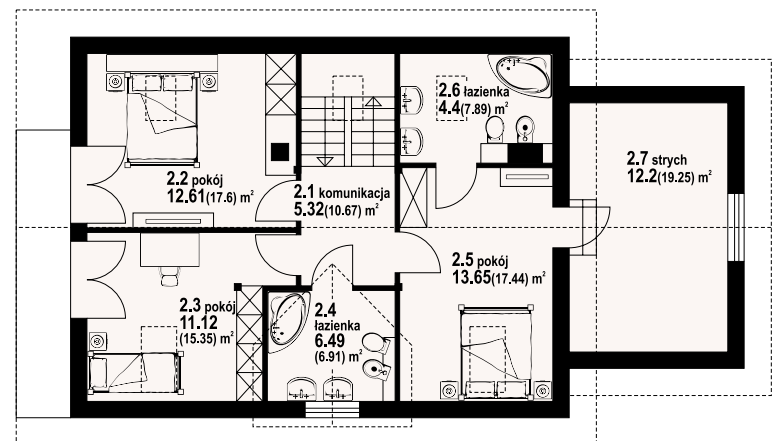 2.6 łazienka
4.4(7.89) m²
2.7 strych
12.2(19.25) m²
2.2 pokój
12.61(17.6) m²
2.1 komunikacja
5.32(10.67) m²
2.5 pokój
13.65(17.44) m²
2.3 pokój
11.12
(15.35) m²
2.4
łazienka
6.49
(6.91) m²